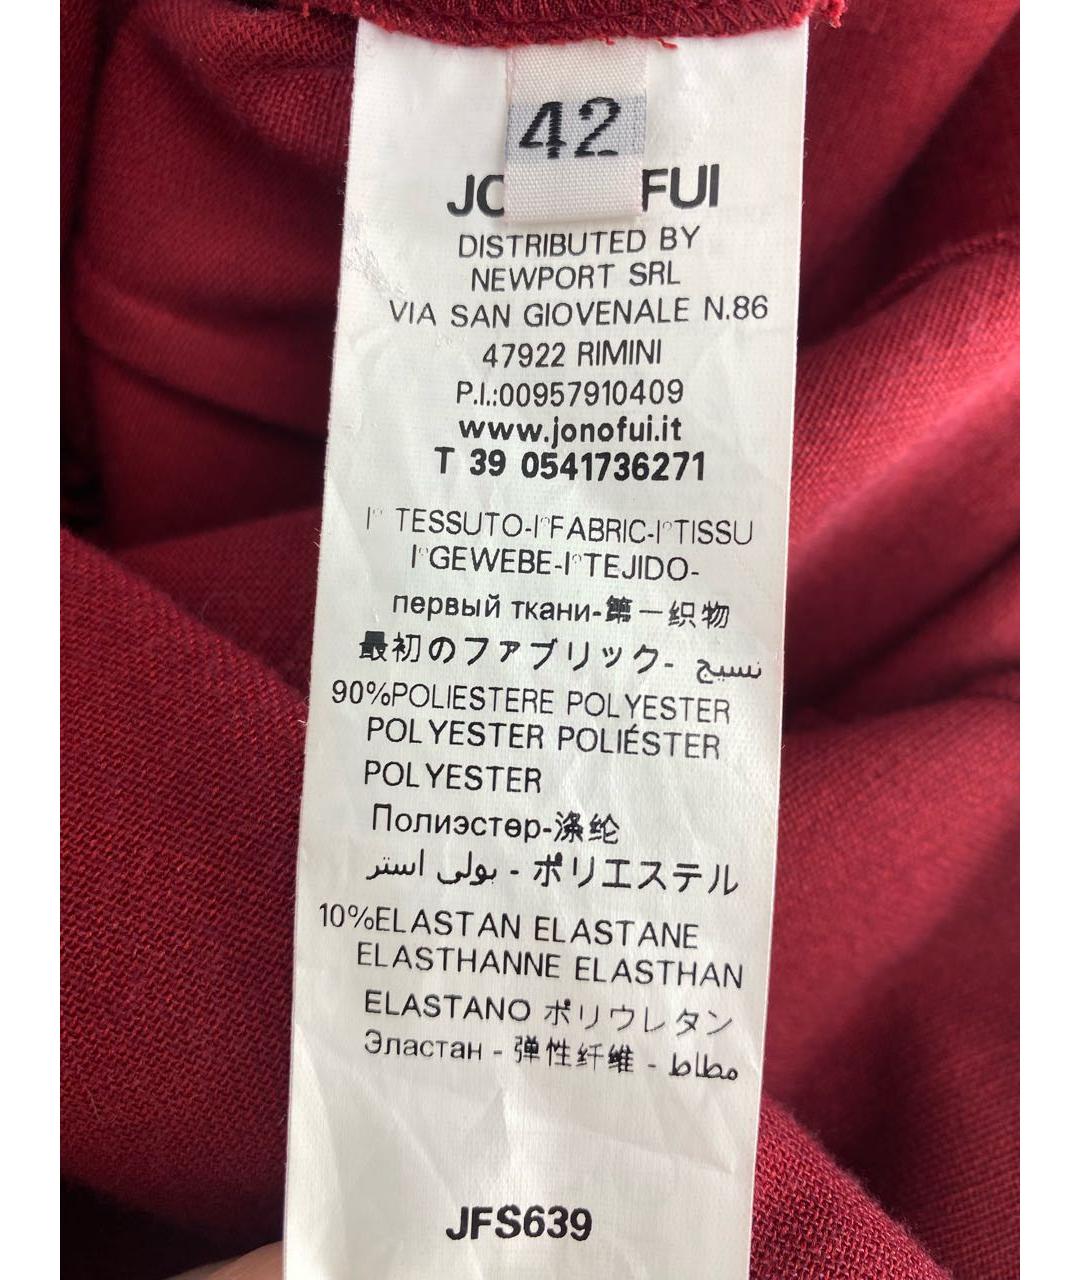 42
JO FUI
DISTRIBUTED BY
NEWPORT SRL
VIA SAN GIOVENALE N.86
47922 RIMINI
P.I.:00957910409
www.jonofui.it
T 39 0541736271
I° TESSUTO-I°FABRIC-I°TISSU
I°GEWEBE-I°TEJIDO-
первый ткани-第一织物
最初のファブリック- نسيج
90%POLIESTERE POLYESTER
POLYESTER POLIÉSTER
POLYESTER
Полиэстер-涤纶
بولي استر - ポリエステル
10%ELASTAN ELASTANE
ELASTHANNE ELASTHAN
ELASTANO ポリウレタン
Эластан - 弹性纤维 - مطاط
JFS639